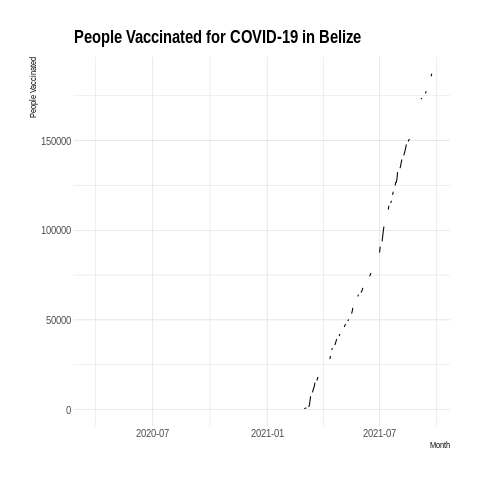 People Vaccinated for COVID-19 in Belize
People Vaccinated
150000
100000
50000
0
2020-07
2021-01
2021-07
Month